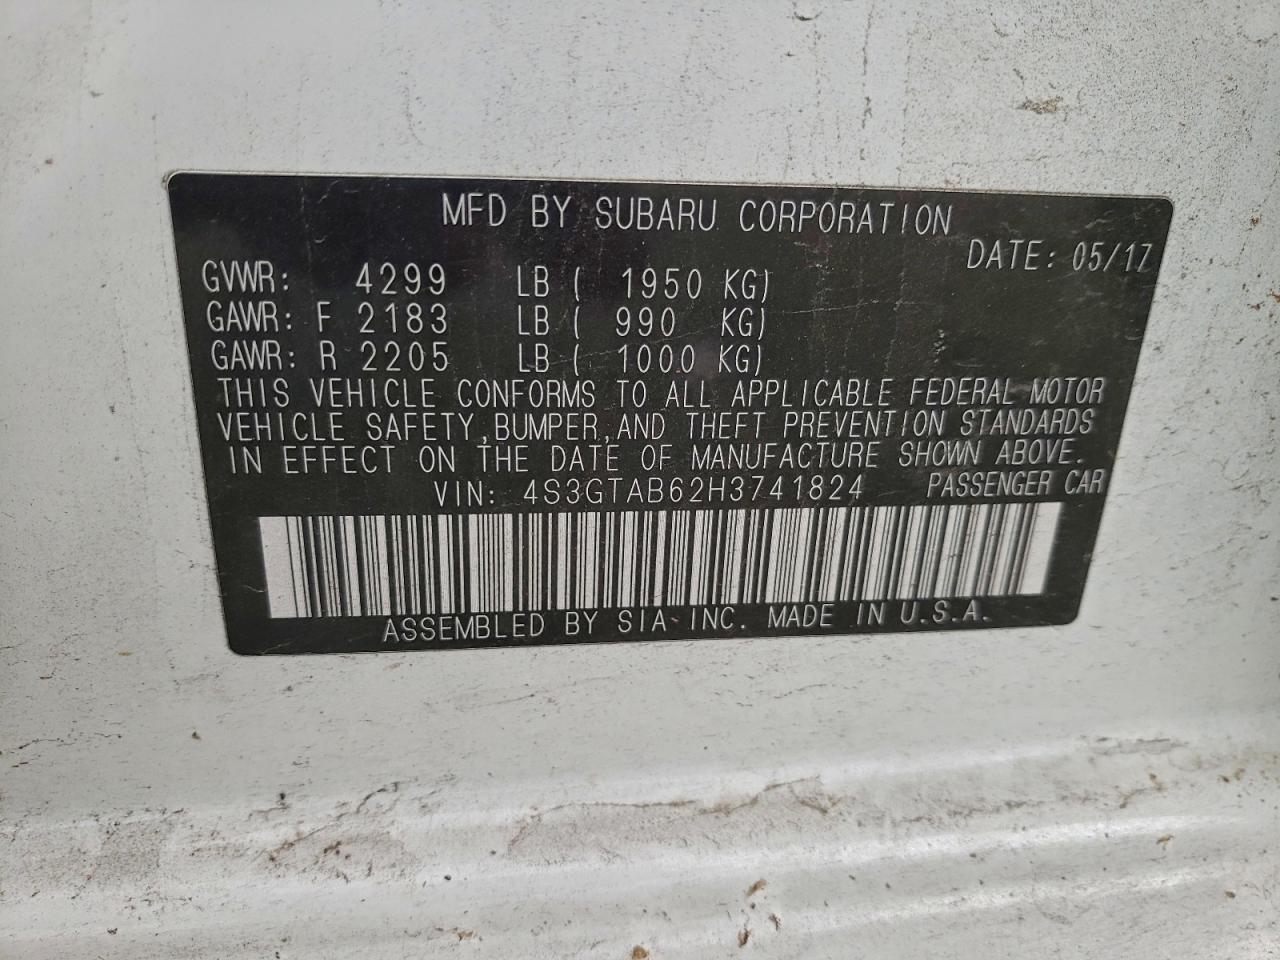 MFD BY SUBARU CORPORATION
DATE: 05/17
GVWR: 4299 LB ( 1950 KG)
GAWR: F 2183 LB ( 990 KG)
GAWR: R 2205 LB ( 1000 KG)
THIS VEHICLE CONFORMS TO ALL APPLICABLE FEDERAL MOTOR
VEHICLE SAFETY, BUMPER, AND THEFT PREVENTION STANDARDS
IN EFFECT ON THE DATE OF MANUFACTURE SHOWN ABOVE.
VIN: 4S3GTAB62H3741824 PASSENGER CAR
ASSEMBLED BY SIA INC. MADE IN U.S.A.